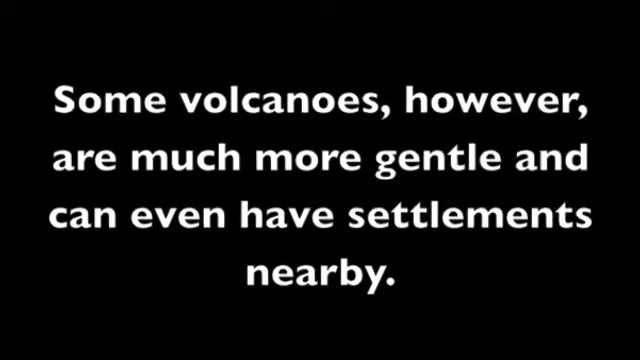 Some volcanoes, however,
are much more gentle and
can even have settlements
nearby.